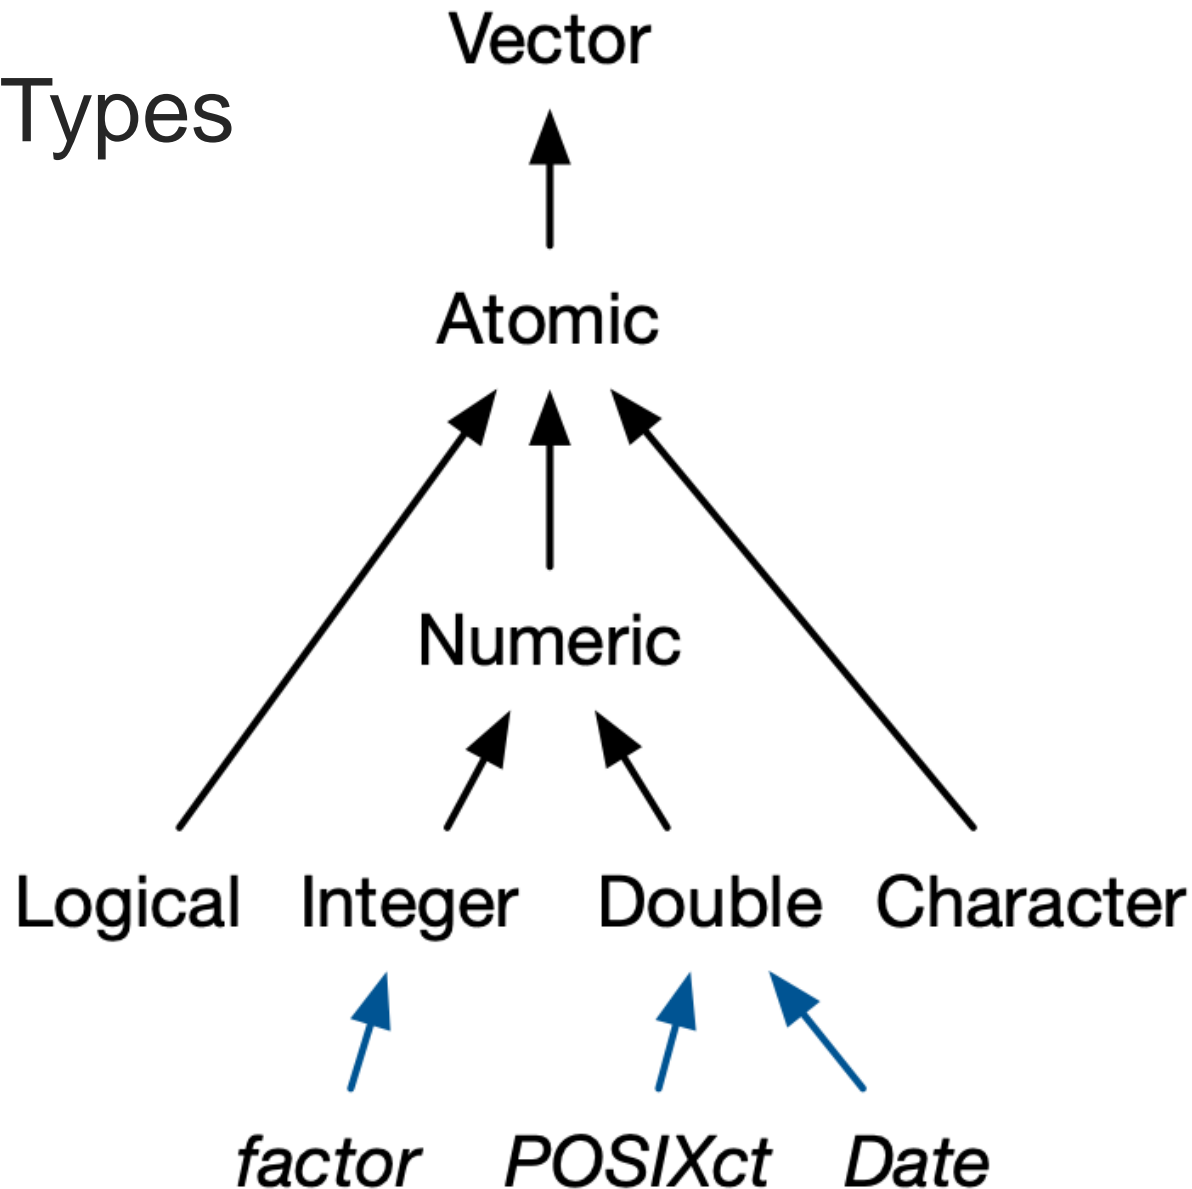 Vector
Types
Atomic
Numeric
Logical Integer Double Character
factor POSIXct Date